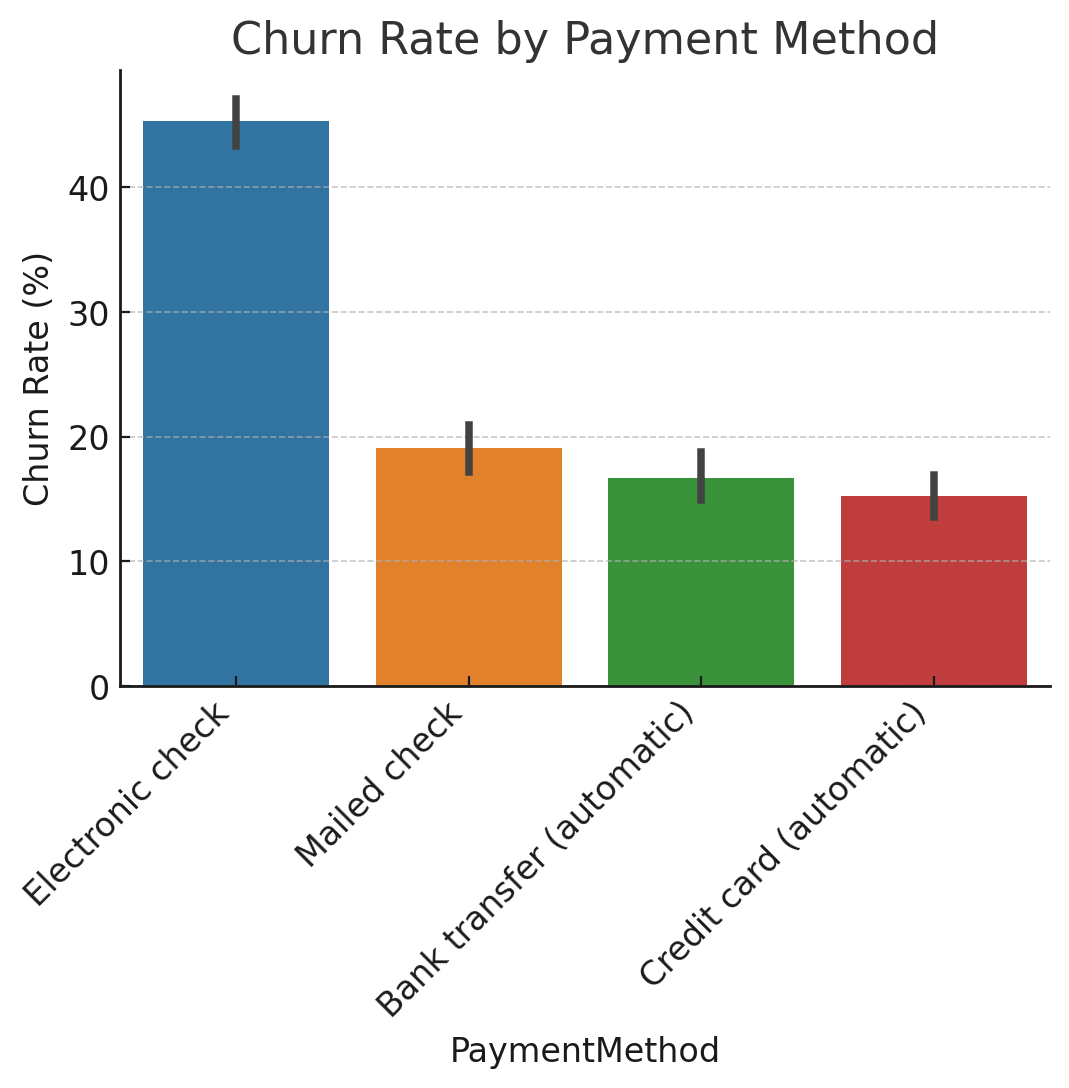 Churn Rate by Payment Method
Churn Rate (%)
40
30
20
10
0
Electronic check
Mailed check
Bank transfer (automatic)
Credit card (automatic)
PaymentMethod